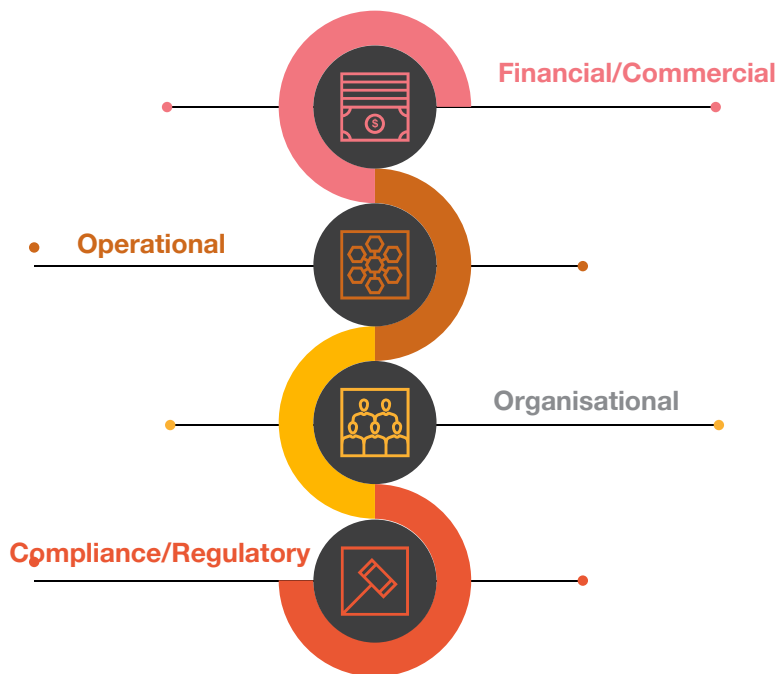 Financial/Commercial
$
Operational
Organisational
Compliance/Regulatory